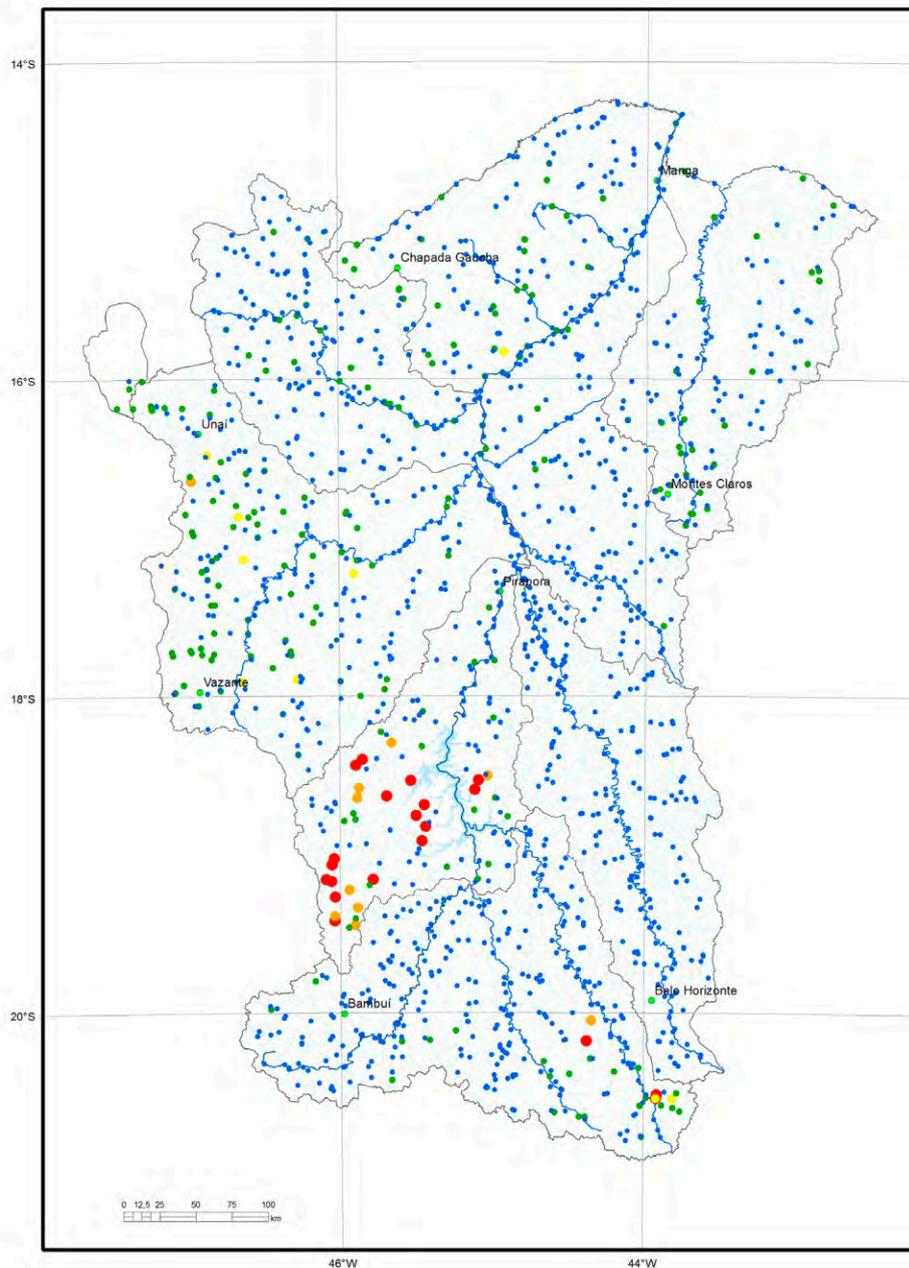 14°S
Manga
Chapada Gaúcha
16°S
Unaí
Montes Claros
Pirapora
Vazante
18°S
Belo Horizonte
Bambuí
20°S
0 12,5 25 50 75 100
km
46°W 44°W